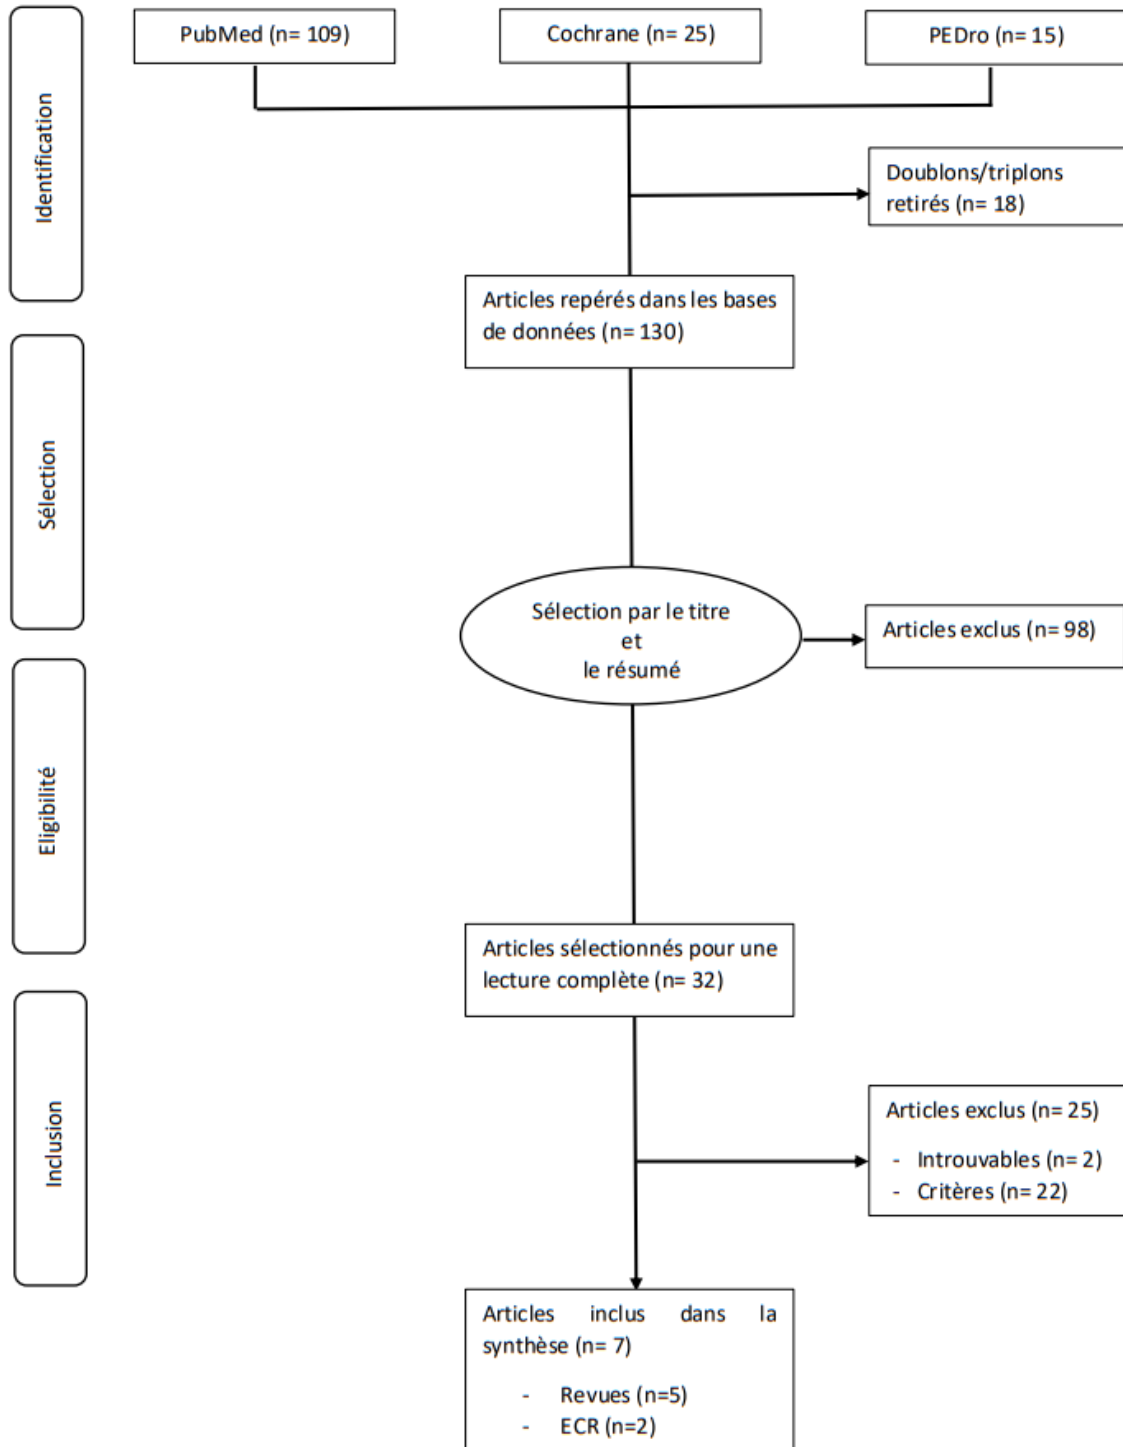 PubMed (n= 109)
Cochrane (n= 25)
PEDro (n= 15)
Identification
Doublons/triplons
retirés (n= 18)
Articles repérés dans les bases
de données (n= 130)
Sélection
Sélection par le titre
et
le résumé
Articles exclus (n= 98)
Eligibilité
Articles sélectionnés pour une
lecture complète (n= 32)
Inclusion
Articles exclus (n= 25)
- Introuvables (n= 2)
- Critères (n= 22)
Articles inclus dans la
synthèse (n= 7)
- Revues (n=5)
- ECR (n=2)